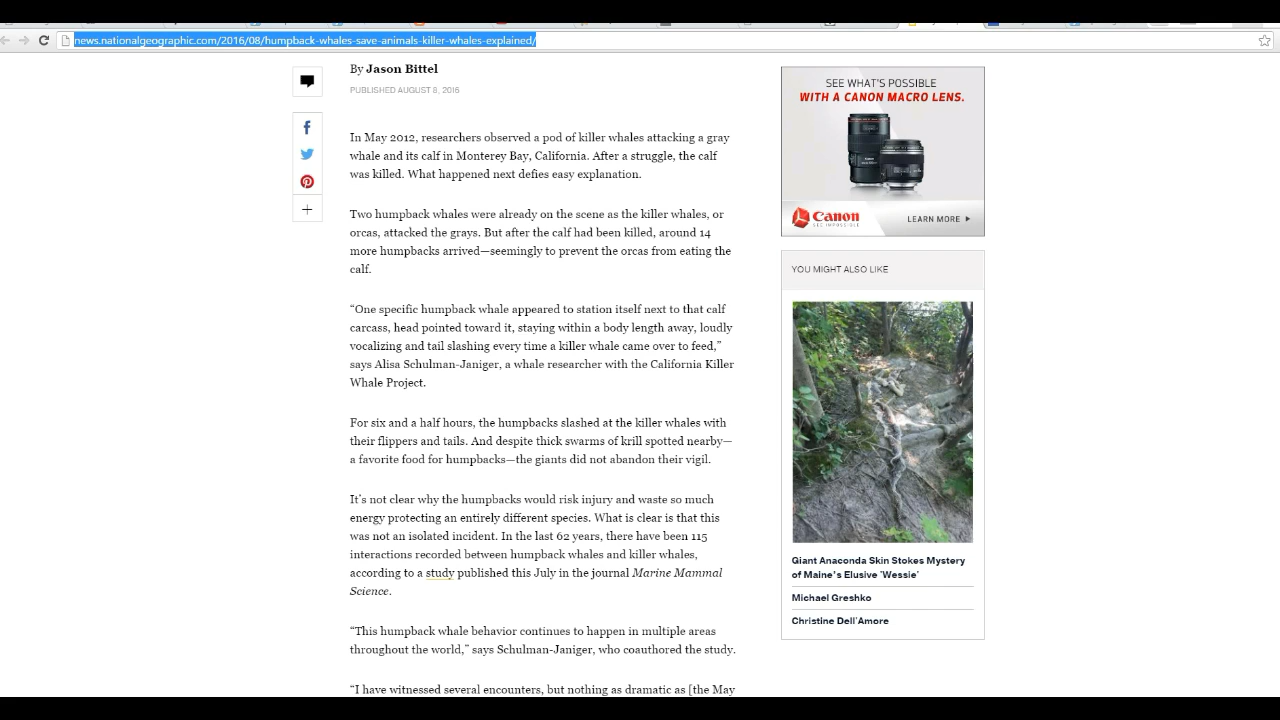 news.nationalgeographic.com/2016/08/humpback-whales-save-animals-killer-whales-explained/
By Jason Bittel
PUBLISHED AUGUST 8, 2016
In May 2012, researchers observed a pod of killer whales attacking a gray
whale and its calf in Monterey Bay, California. After a struggle, the calf
was killed. What happened next defies easy explanation.
Two humpback whales were already on the scene as the killer whales, or
orcas, attacked the grays. But after the calf had been killed, around 14
more humpbacks arrived—seemingly to prevent the orcas from eating the
calf.
“One specific humpback whale appeared to station itself next to that calf
carcass, head pointed toward it, staying within a body length away, loudly
vocalizing and tail slashing every time a killer whale came over to feed,”
says Alisa Schulman-Janiger, a whale researcher with the California Killer
Whale Project.
For six and a half hours, the humpbacks slashed at the killer whales with
their flippers and tails. And despite thick swarms of krill spotted nearby—
a favorite food for humpbacks—the giants did not abandon their vigil.
It’s not clear why the humpbacks would risk injury and waste so much
energy protecting an entirely different species. What is clear is that this
was not an isolated incident. In the last 62 years, there have been 115
interactions recorded between humpback whales and killer whales,
according to a study published this July in the journal Marine Mammal
Science.
“This humpback whale behavior continues to happen in multiple areas
throughout the world,” says Schulman-Janiger, who coauthored the study.
“I have witnessed several encounters, but nothing as dramatic as [the May
SEE WHAT'S POSSIBLE
WITH A CANON MACRO LENS.
Canon
SEE IMPOSSIBLE
LEARN MORE
YOU MIGHT ALSO LIKE
Giant Anaconda Skin Stokes Mystery
of Maine's Elusive 'Wessie'
Michael Greshko
Christine Dell'Amore